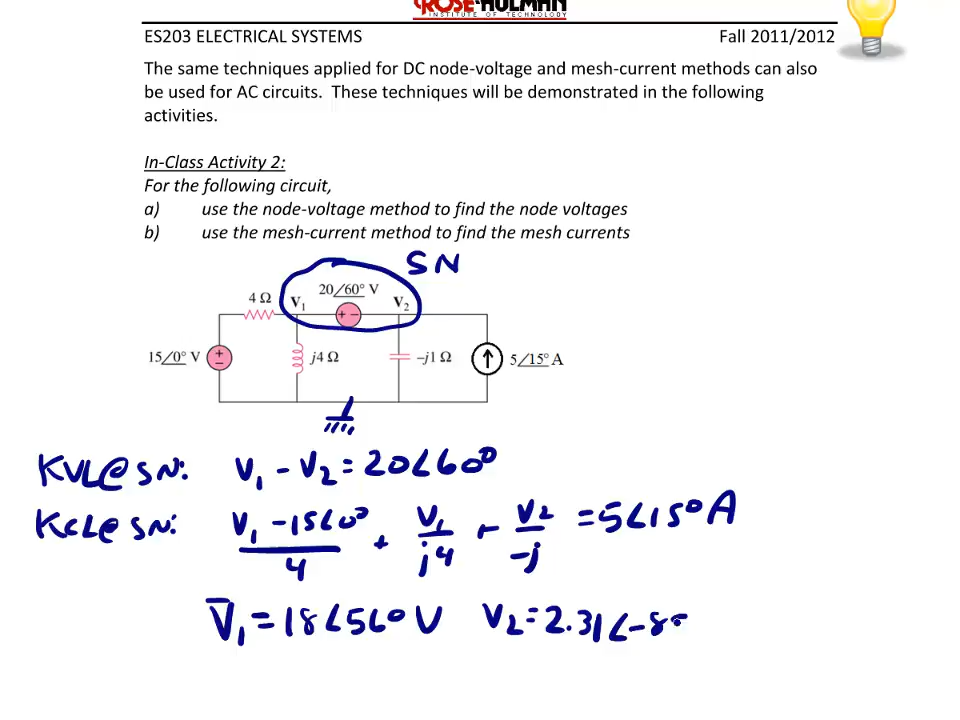 ROSE-HULMAN
INSTITUTE OF TECHNOLOGY
ES203 ELECTRICAL SYSTEMS Fall 2011/2012
The same techniques applied for DC node-voltage and mesh-current methods can also
be used for AC circuits. These techniques will be demonstrated in the following
activities.
In-Class Activity 2:
For the following circuit,
a) use the node-voltage method to find the node voltages
b) use the mesh-current method to find the mesh currents
SN
20∠60° V
4 Ω V₁ V₂
+ -
15∠0° V + - j4 Ω -j1 Ω 5∠15° A
KVL@SN: V₁ - V₂ = 20∠60°
KCL@SN: (V₁ - 15∠0°)/4 + V₁/j4 + V₂/-j = 5∠15° A
V̅₁ = 18∠56° V V₂ = 2.31∠-8